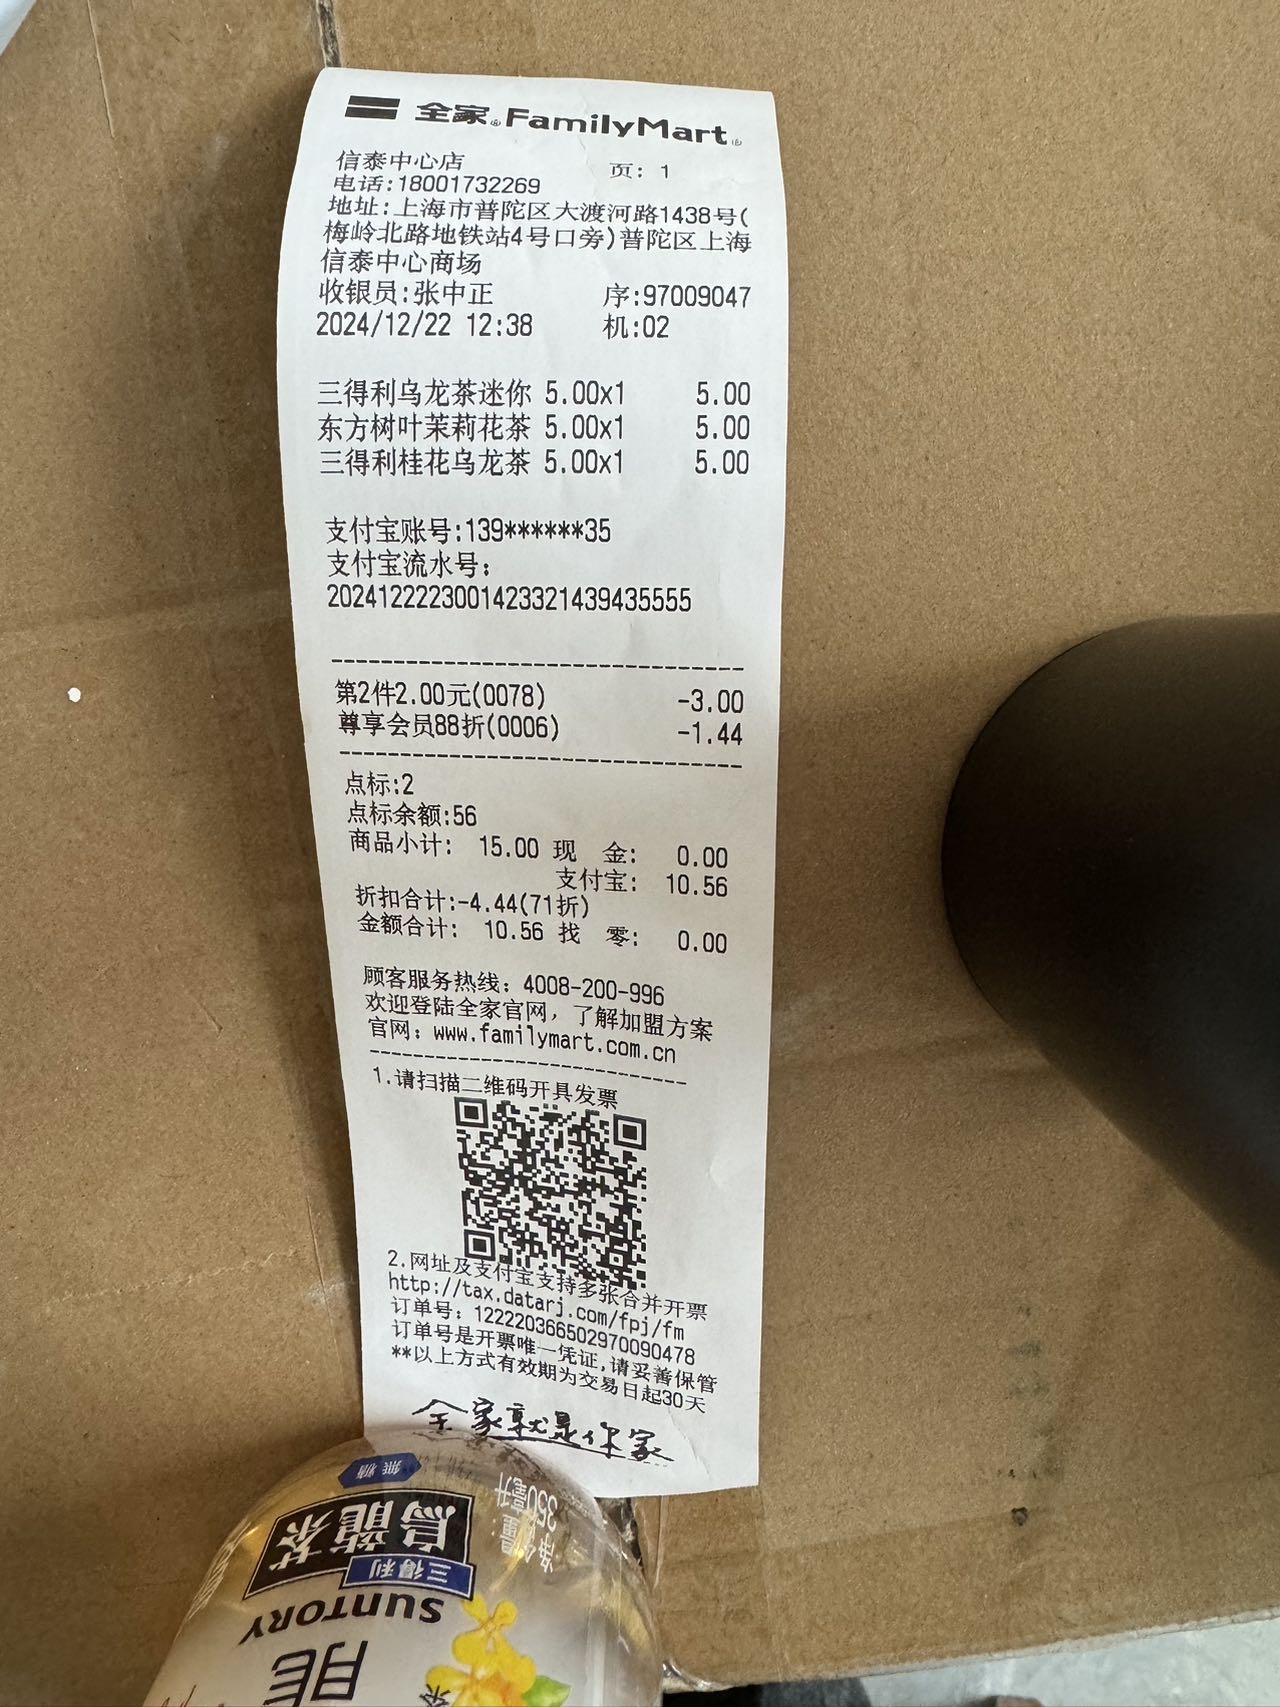 全家®FamilyMart®
信泰中心店 页: 1
电话:18001732269
地址:上海市普陀区大渡河路1438号(
梅岭北路地铁站4号口旁)普陀区上海
信泰中心商场
收银员:张中正 序:97009047
2024/12/22 12:38 机:02
三得利乌龙茶迷你 5.00x1 5.00
东方树叶茉莉花茶 5.00x1 5.00
三得利桂花乌龙茶 5.00x1 5.00
支付宝账号:139******35
支付宝流水号:
2024122223001423321439435555
第2件2.00元(0078) -3.00
尊享会员88折(0006) -1.44
点标:2
点标余额:56
商品小计: 15.00 现 金: 0.00
支付宝: 10.56
折扣合计:-4.44(71折)
金额合计: 10.56 找 零: 0.00
顾客服务热线: 4008-200-996
欢迎登陆全家官网, 了解加盟方案
官网: www.familymart.com.cn
1.请扫描二维码开具发票
2.网址及支付宝支持多张合并开票
http://tax.datarj.com/fpj/fm
订单号: 122220366502970090478
订单号是开票唯一凭证,请妥善保管
**以上方式有效期为交易日起30天
全家就是你家
無糖
烏龍茶
三得利
SUNTORY
净含量:
350毫升